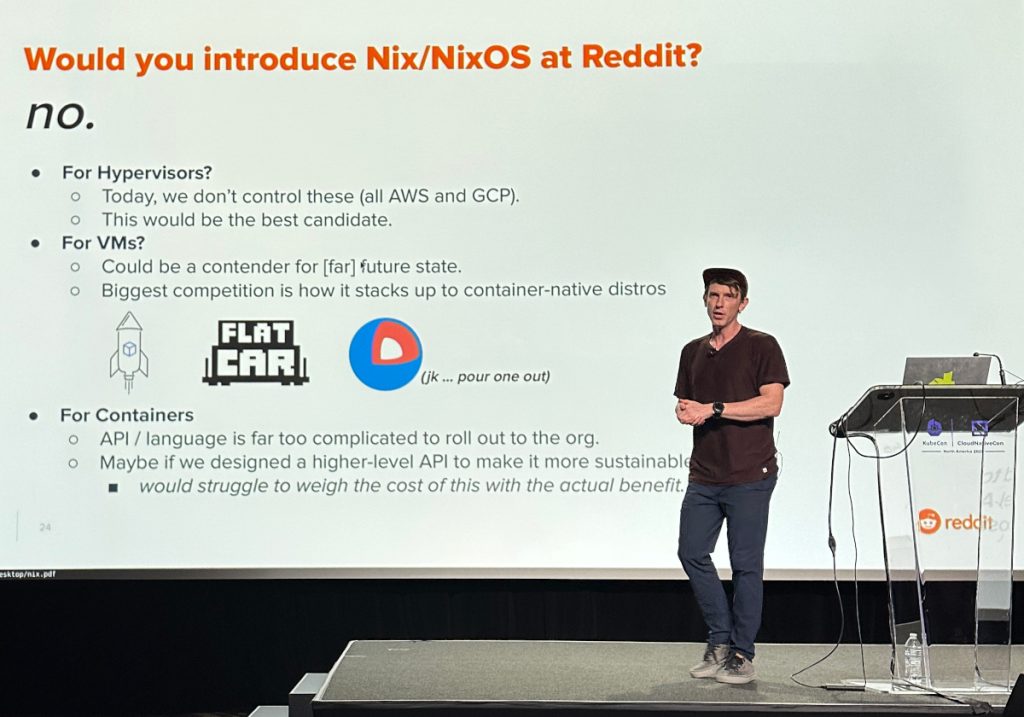 Would you introduce Nix/NixOS at Reddit?
no.
● For Hypervisors?
○ Today, we don't control these (all AWS and GCP).
○ This would be the best candidate.
● For VMs?
○ Could be a contender for [far] future state.
○ Biggest competition is how it stacks up to container-native distros
FLAT
CAR
(jk ... pour one out)
● For Containers
○ API / language is far too complicated to roll out to the org.
○ Maybe if we designed a higher-level API to make it more sustainable
■ would struggle to weigh the cost of this with the actual benefit.
24
esktop/nix.pdf
KubeCon | CloudNativeCon
North America
reddit